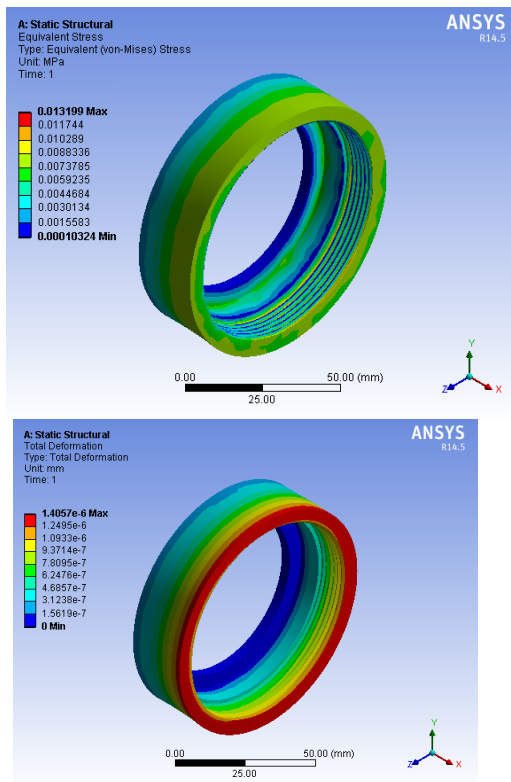 A: Static Structural
Equivalent Stress
Type: Equivalent (von-Mises) Stress
Unit: MPa
Time: 1
ANSYS
R14.5
0.013199 Max
0.011744
0.010289
0.0088336
0.0073785
0.0059235
0.0044684
0.0030134
0.0015583
0.00010324 Min
0.00 50.00 (mm)
25.00
Y
Z X
A: Static Structural
Total Deformation
Type: Total Deformation
Unit: mm
Time: 1
ANSYS
R14.5
1.4057e-6 Max
1.2495e-6
1.0933e-6
9.3714e-7
7.8095e-7
6.2476e-7
4.6857e-7
3.1238e-7
1.5619e-7
0 Min
0.00 50.00 (mm)
25.00
Y
Z X